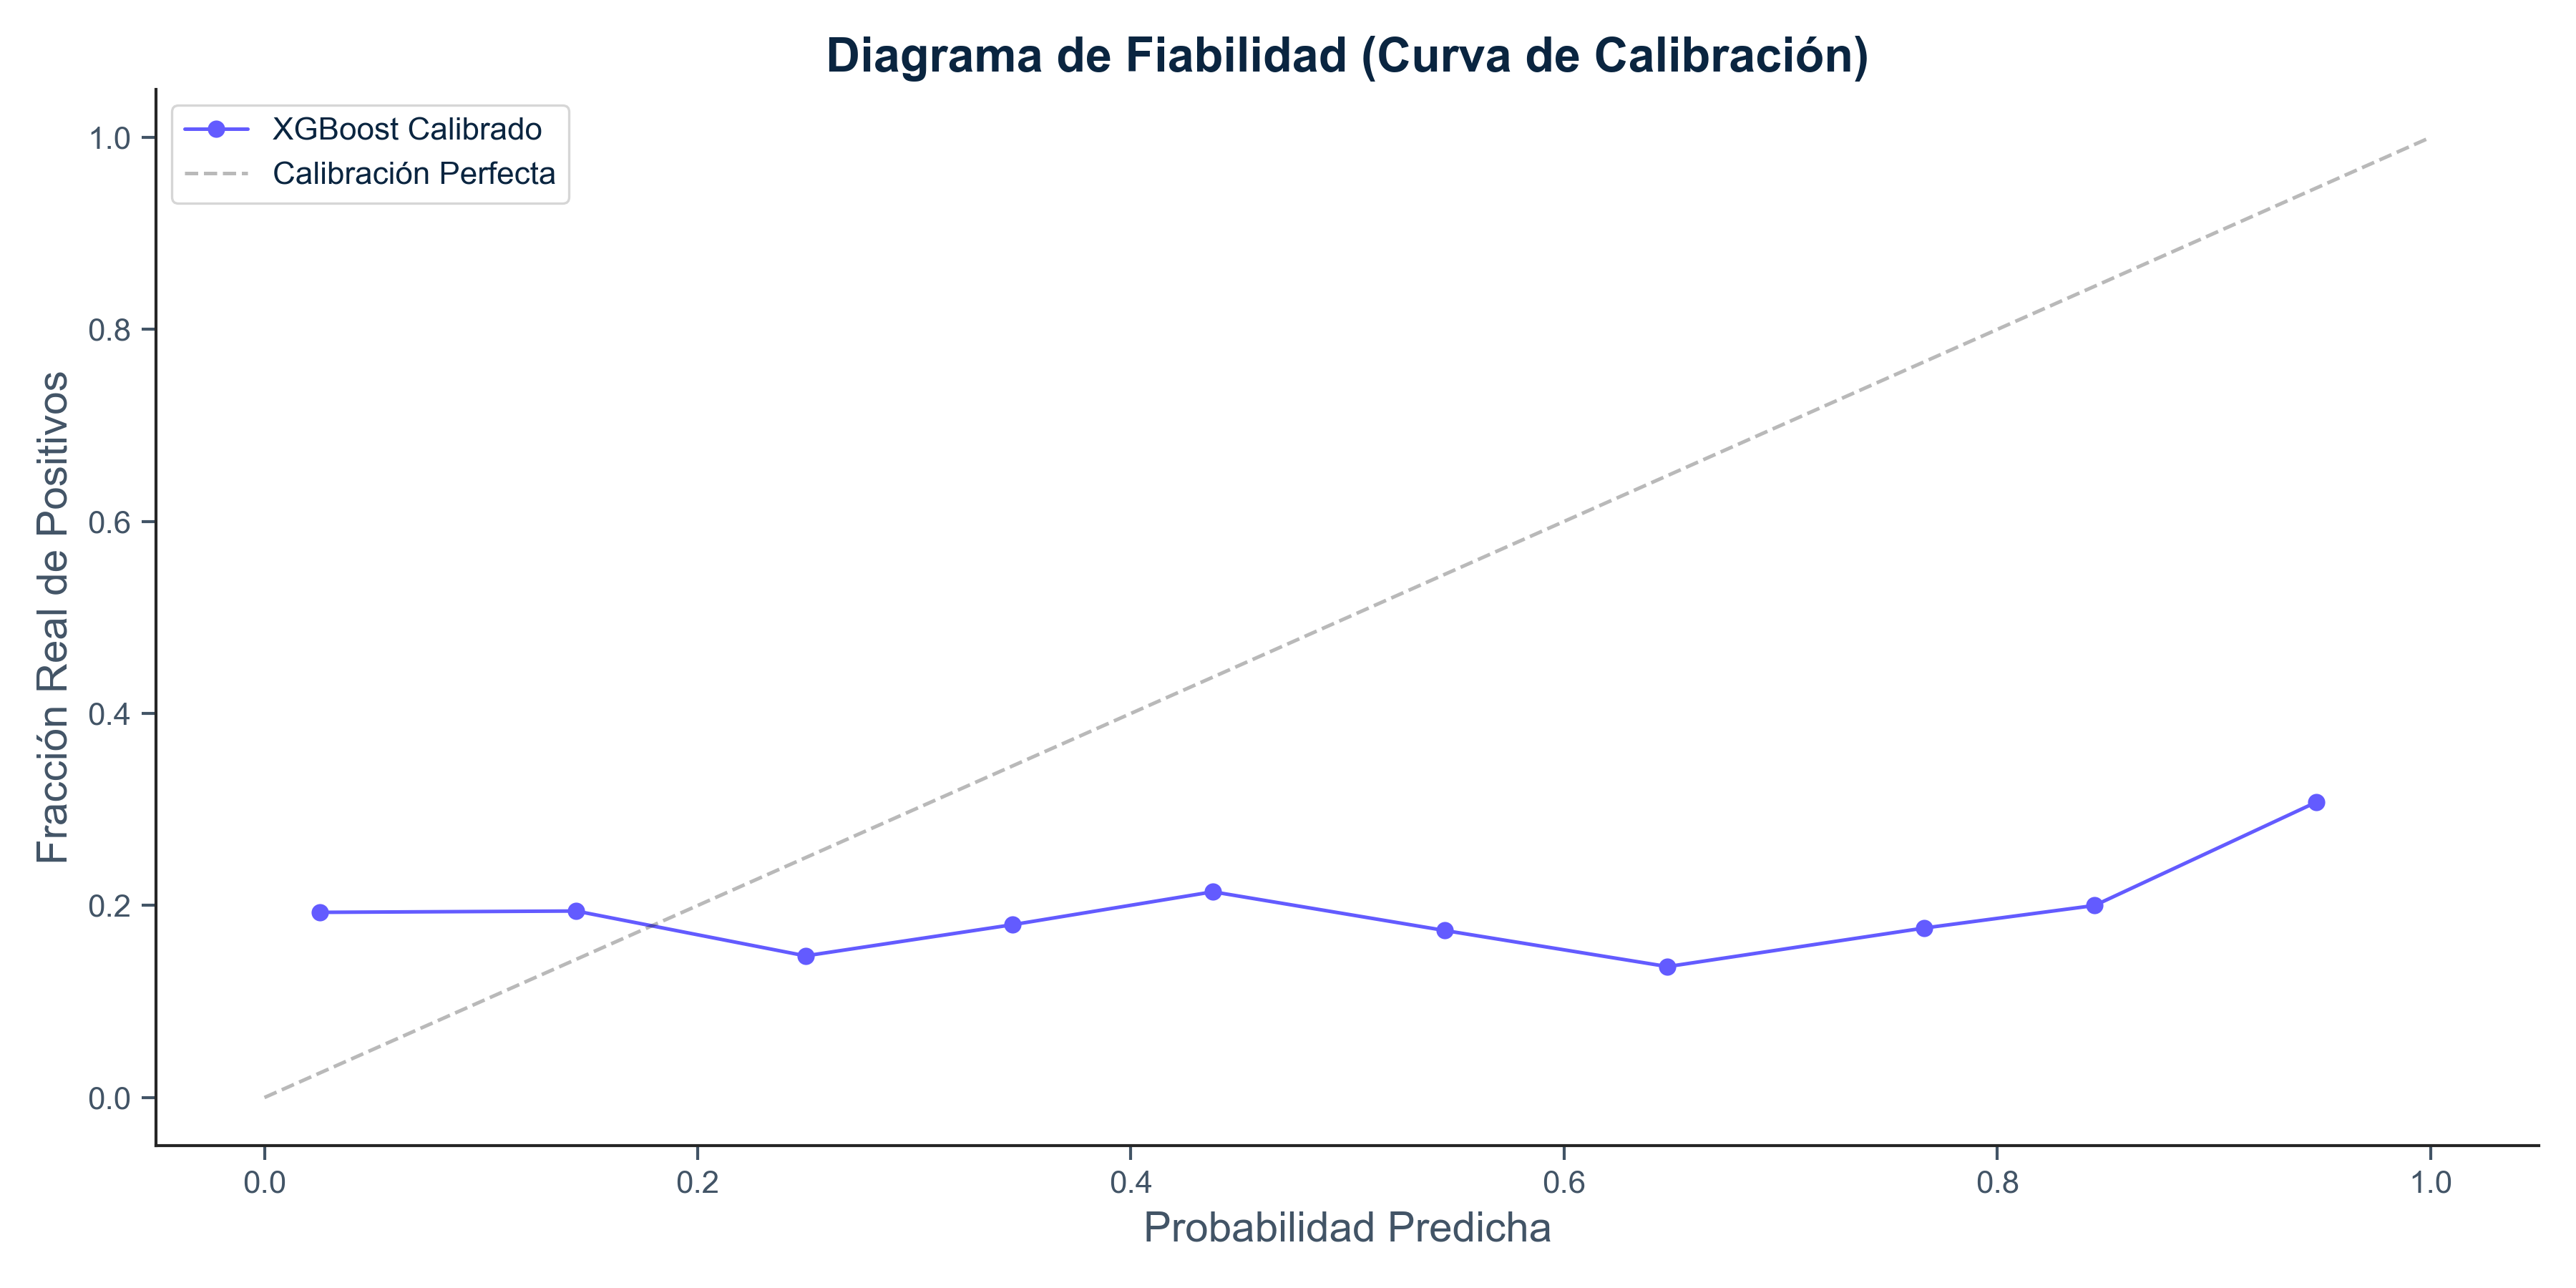 Diagrama de Fiabilidad (Curva de Calibración)
XGBoost Calibrado
Calibración Perfecta
Fracción Real de Positivos
1.0
0.8
0.6
0.4
0.2
0.0
0.0 0.2 0.4 0.6 0.8 1.0
Probabilidad Predicha